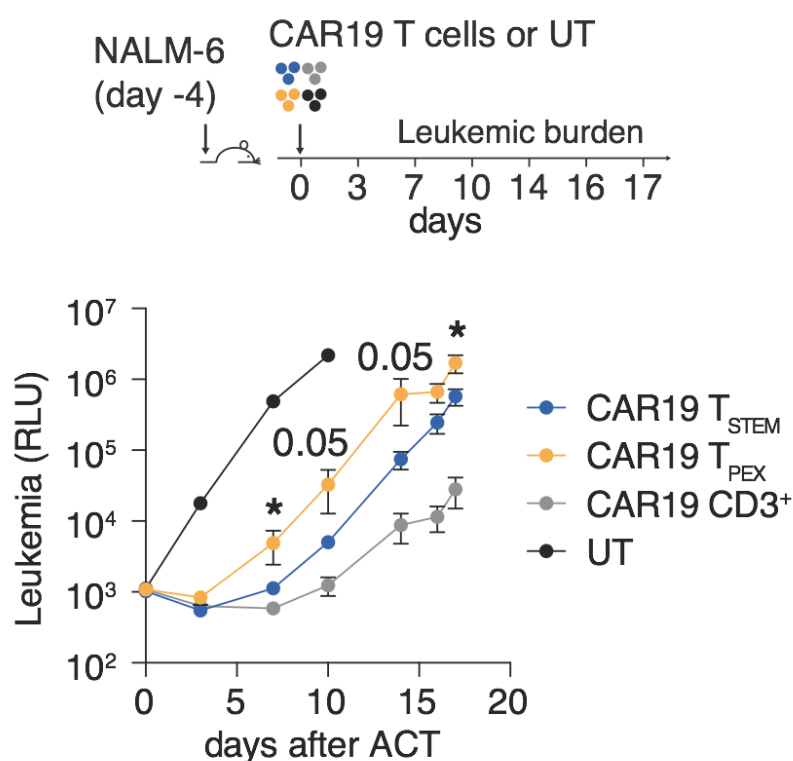 CAR19 T cells or UT
NALM-6
(day -4)
Leukemic burden
0 3 7 10 14 16 17
days
Leukemia (RLU)
10⁷
10⁶
10⁵
10⁴
10³
10²
*
0.05
0.05
*
0 5 10 15 20
days after ACT
CAR19 T_STEM
CAR19 T_PEX
CAR19 CD3⁺
UT